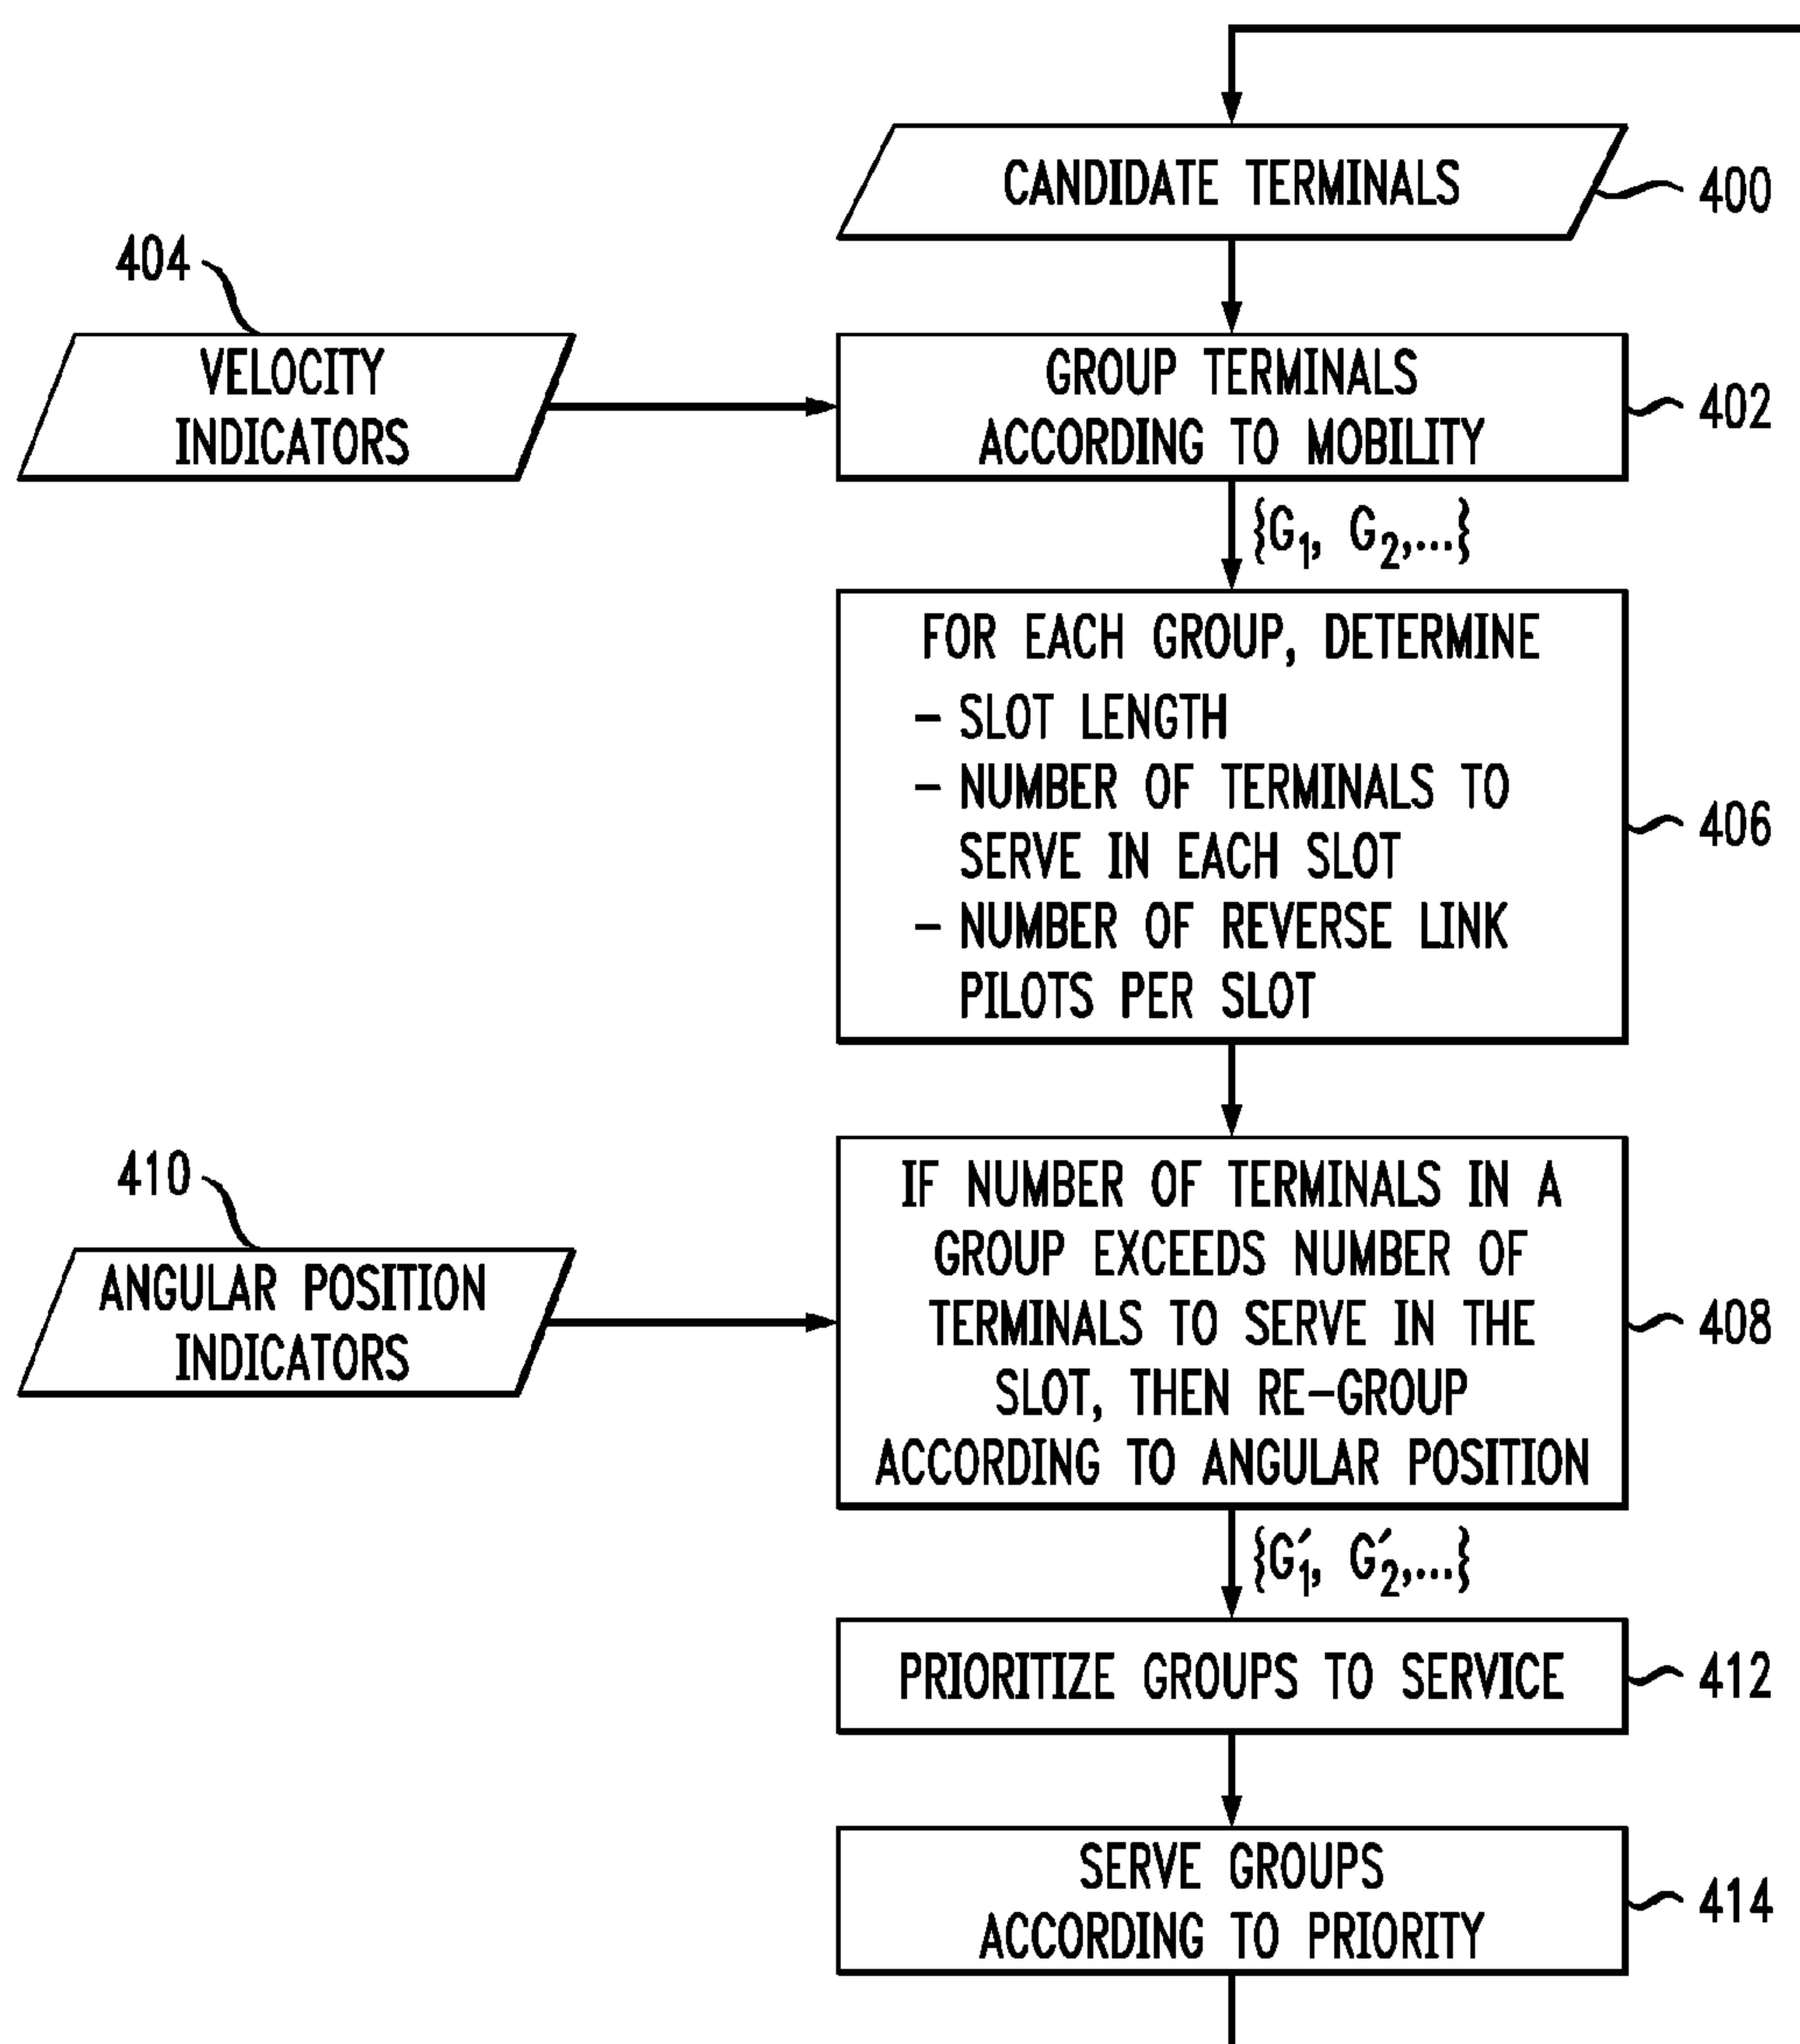 CANDIDATE TERMINALS
400
404
VELOCITY
INDICATORS
GROUP TERMINALS
ACCORDING TO MOBILITY
402
{G1, G2,...}
FOR EACH GROUP, DETERMINE
– SLOT LENGTH
– NUMBER OF TERMINALS TO
SERVE IN EACH SLOT
– NUMBER OF REVERSE LINK
PILOTS PER SLOT
406
410
ANGULAR POSITION
INDICATORS
IF NUMBER OF TERMINALS IN A
GROUP EXCEEDS NUMBER OF
TERMINALS TO SERVE IN THE
SLOT, THEN RE–GROUP
ACCORDING TO ANGULAR POSITION
408
{G′1, G′2,...}
PRIORITIZE GROUPS TO SERVICE
412
SERVE GROUPS
ACCORDING TO PRIORITY
414